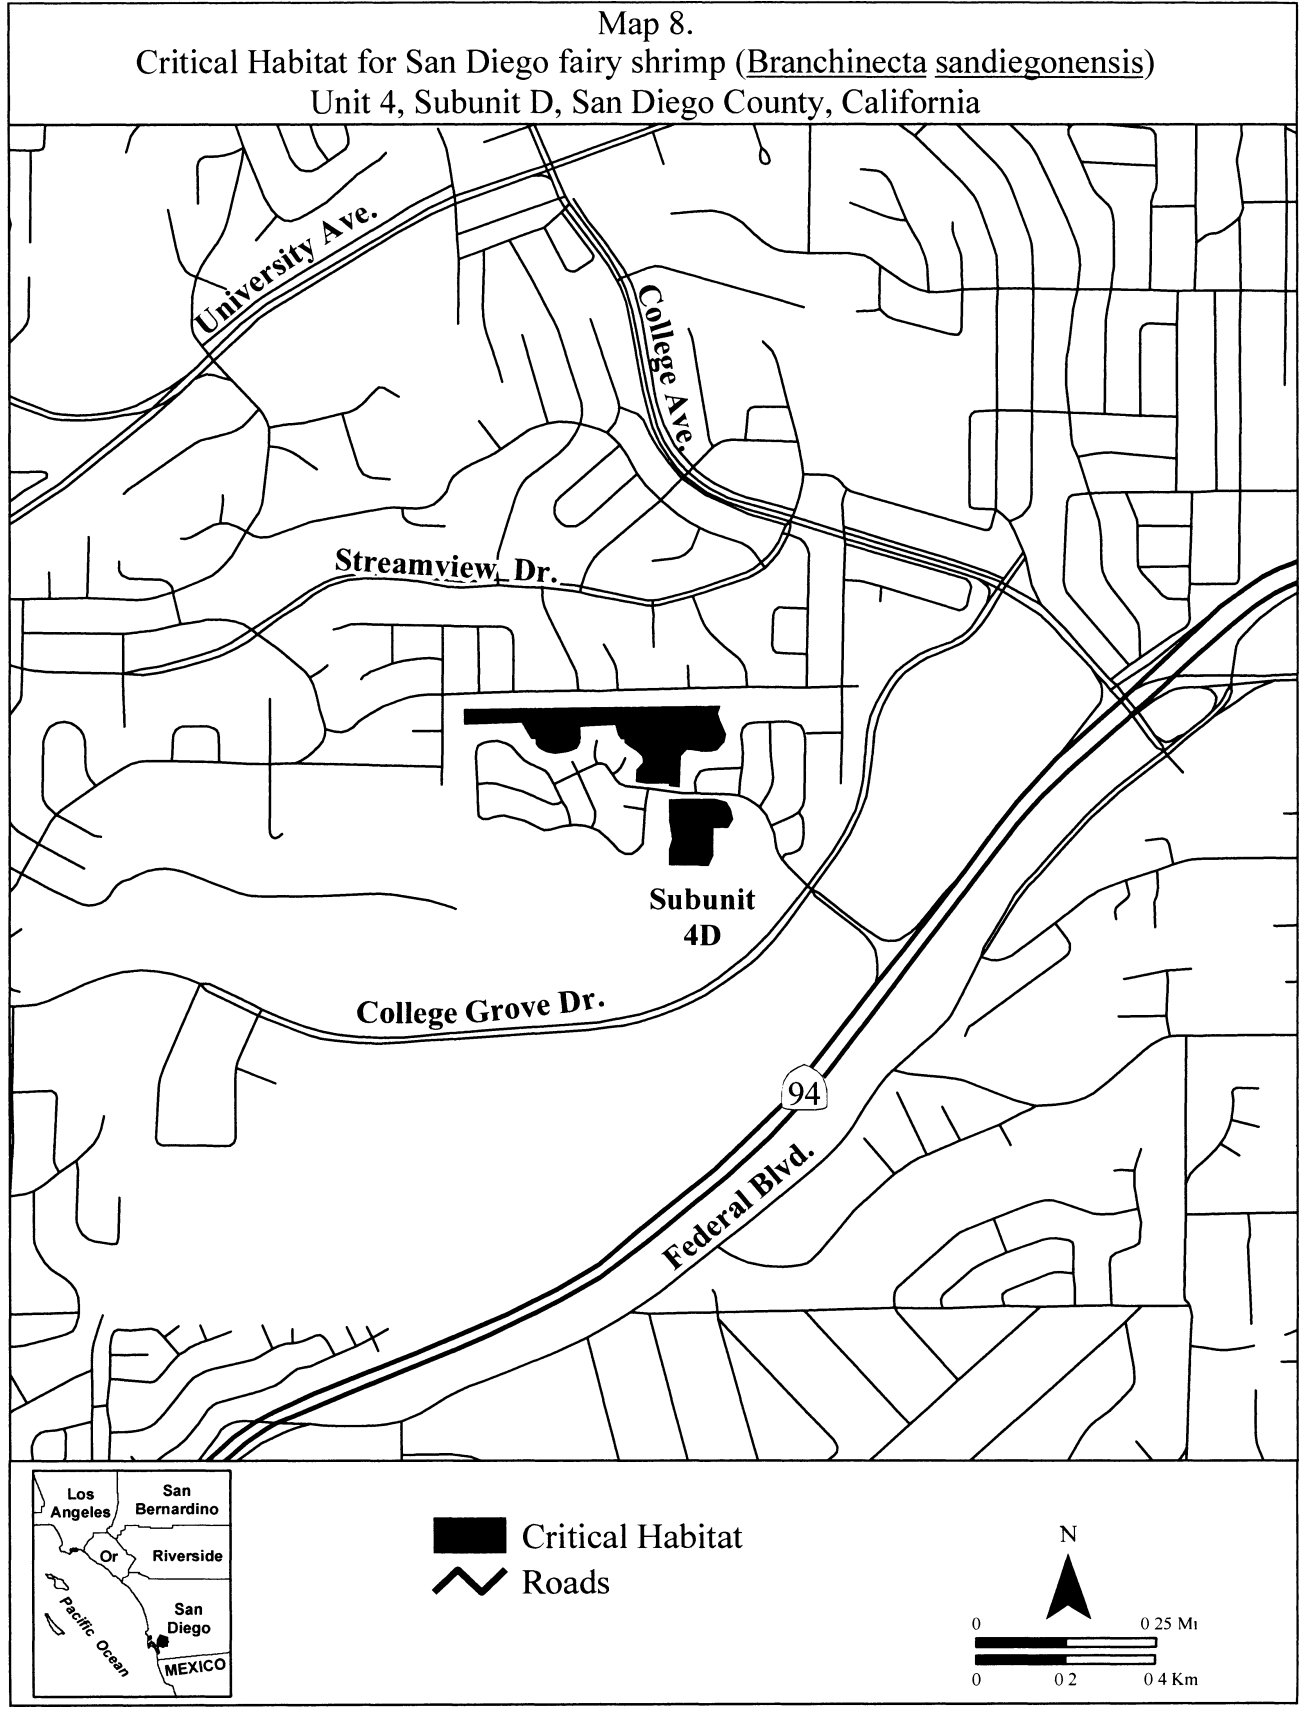 Map 8.
Critical Habitat for San Diego fairy shrimp (Branchinecta sandiegonensis)
Unit 4, Subunit D, San Diego County, California
University Ave.
College Ave.
Streamview Dr.
Subunit
4D
College Grove Dr.
94
Federal Blvd.
Los
Angeles
San
Bernardino
Or
Riverside
San
Diego
Pacific Ocean
MEXICO
Critical Habitat
Roads
N
0 0 25 Mi
0 0 2 0 4 Km